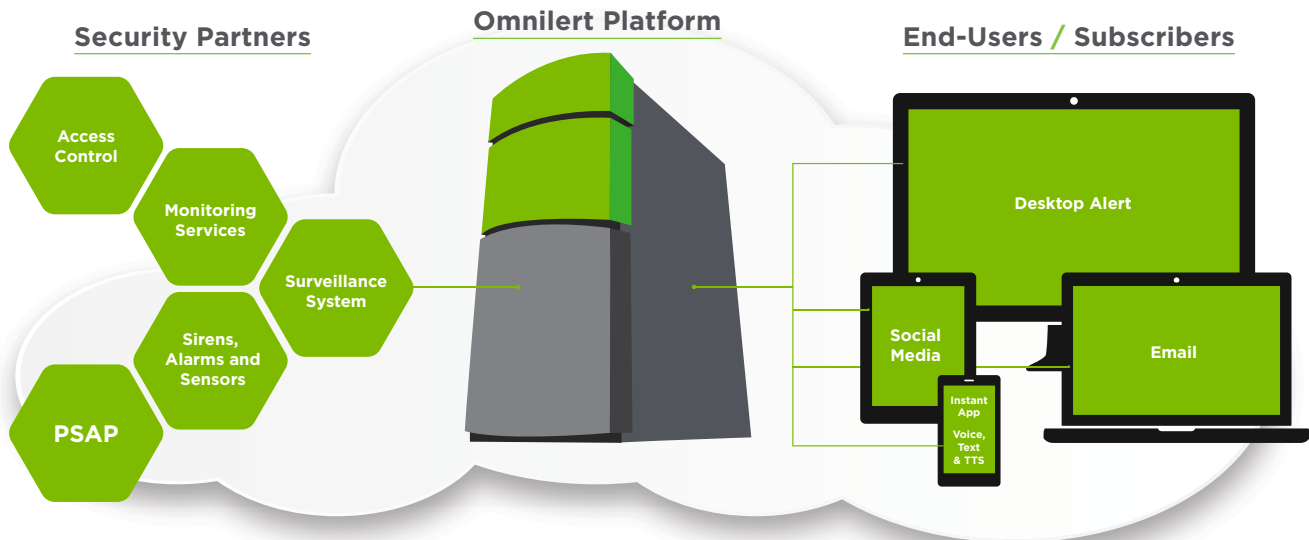 Security Partners
Omnilert Platform
End-Users / Subscribers
Access
Control
Monitoring
Services
Surveillance
System
Sirens,
Alarms and
Sensors
PSAP
Desktop Alert
Social
Media
Email
Instant
App
Voice,
Text
& TTS